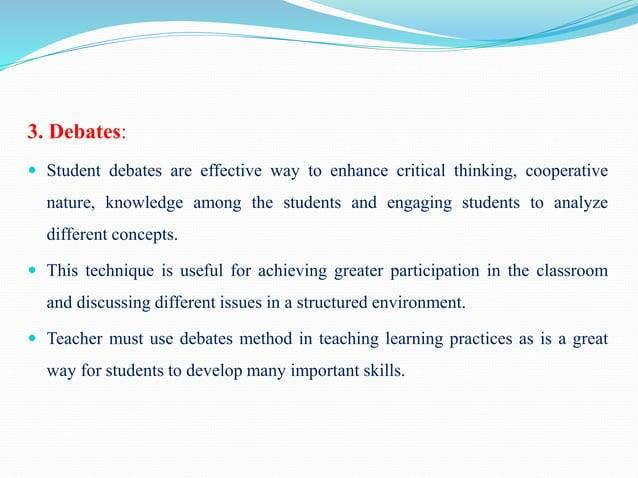 3. Debates:
• Student debates are effective way to enhance critical thinking, cooperative
nature, knowledge among the students and engaging students to analyze
different concepts.
• This technique is useful for achieving greater participation in the classroom
and discussing different issues in a structured environment.
• Teacher must use debates method in teaching learning practices as is a great
way for students to develop many important skills.